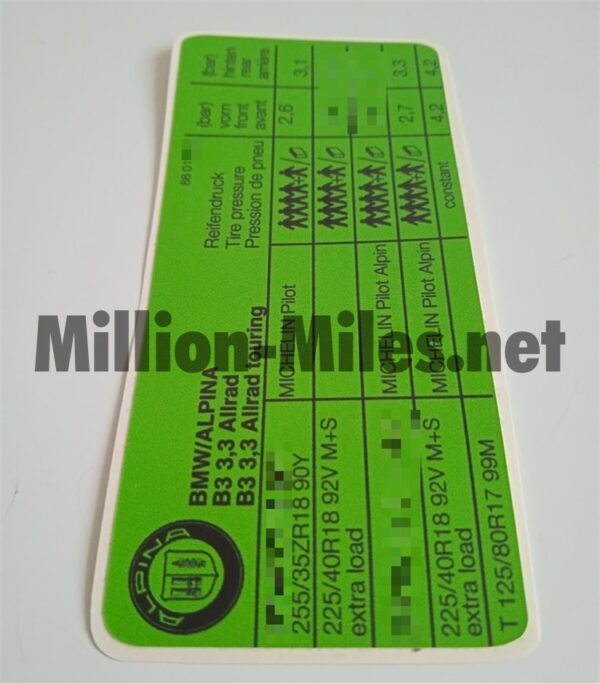 ALPINA
BMW/ALPINA
B3 3,3 Allrad
B3 3,3 Allrad touring
88 01
Reifendruck
Tire pressure
Pression de pneu
(bar)
vorn
front
avant
(bar)
hinten
rear
arrière
MICHELIN Pilot
2,6
3,1
255/35ZR18 90Y
225/40R18 92V M+S
extra load
MICHELIN Pilot Alpin
225/40R18 92V M+S
extra load
MICHELIN Pilot Alpin
2,7
3,3
T 125/80R17 99M
constant
4,2
4,2
Million-Miles.net